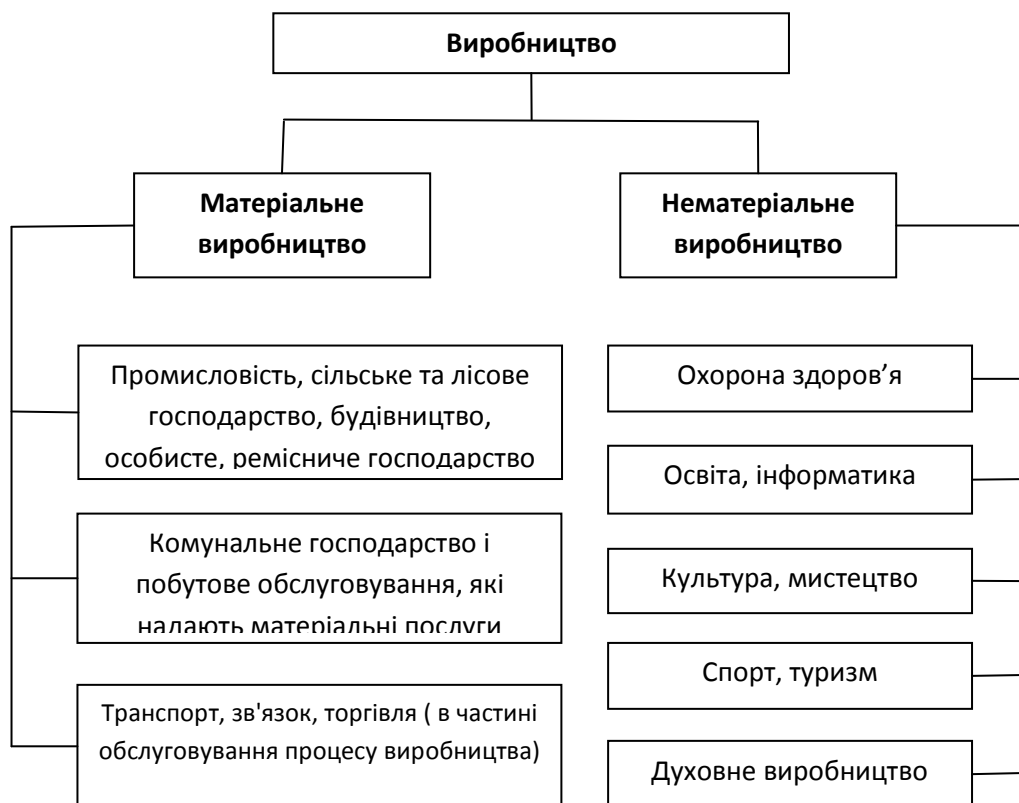 Виробництво
Матеріальне
виробництво
Нематеріальне
виробництво
Промисловість, сільське та лісове
господарство, будівництво,
особисте, ремісниче господарство
Комунальне господарство і
побутове обслуговування, які
надають матеріальні послуги
Транспорт, зв'язок, торгівля ( в частині
обслуговування процесу виробництва)
Охорона здоров’я
Освіта, інформатика
Культура, мистецтво
Спорт, туризм
Духовне виробництво